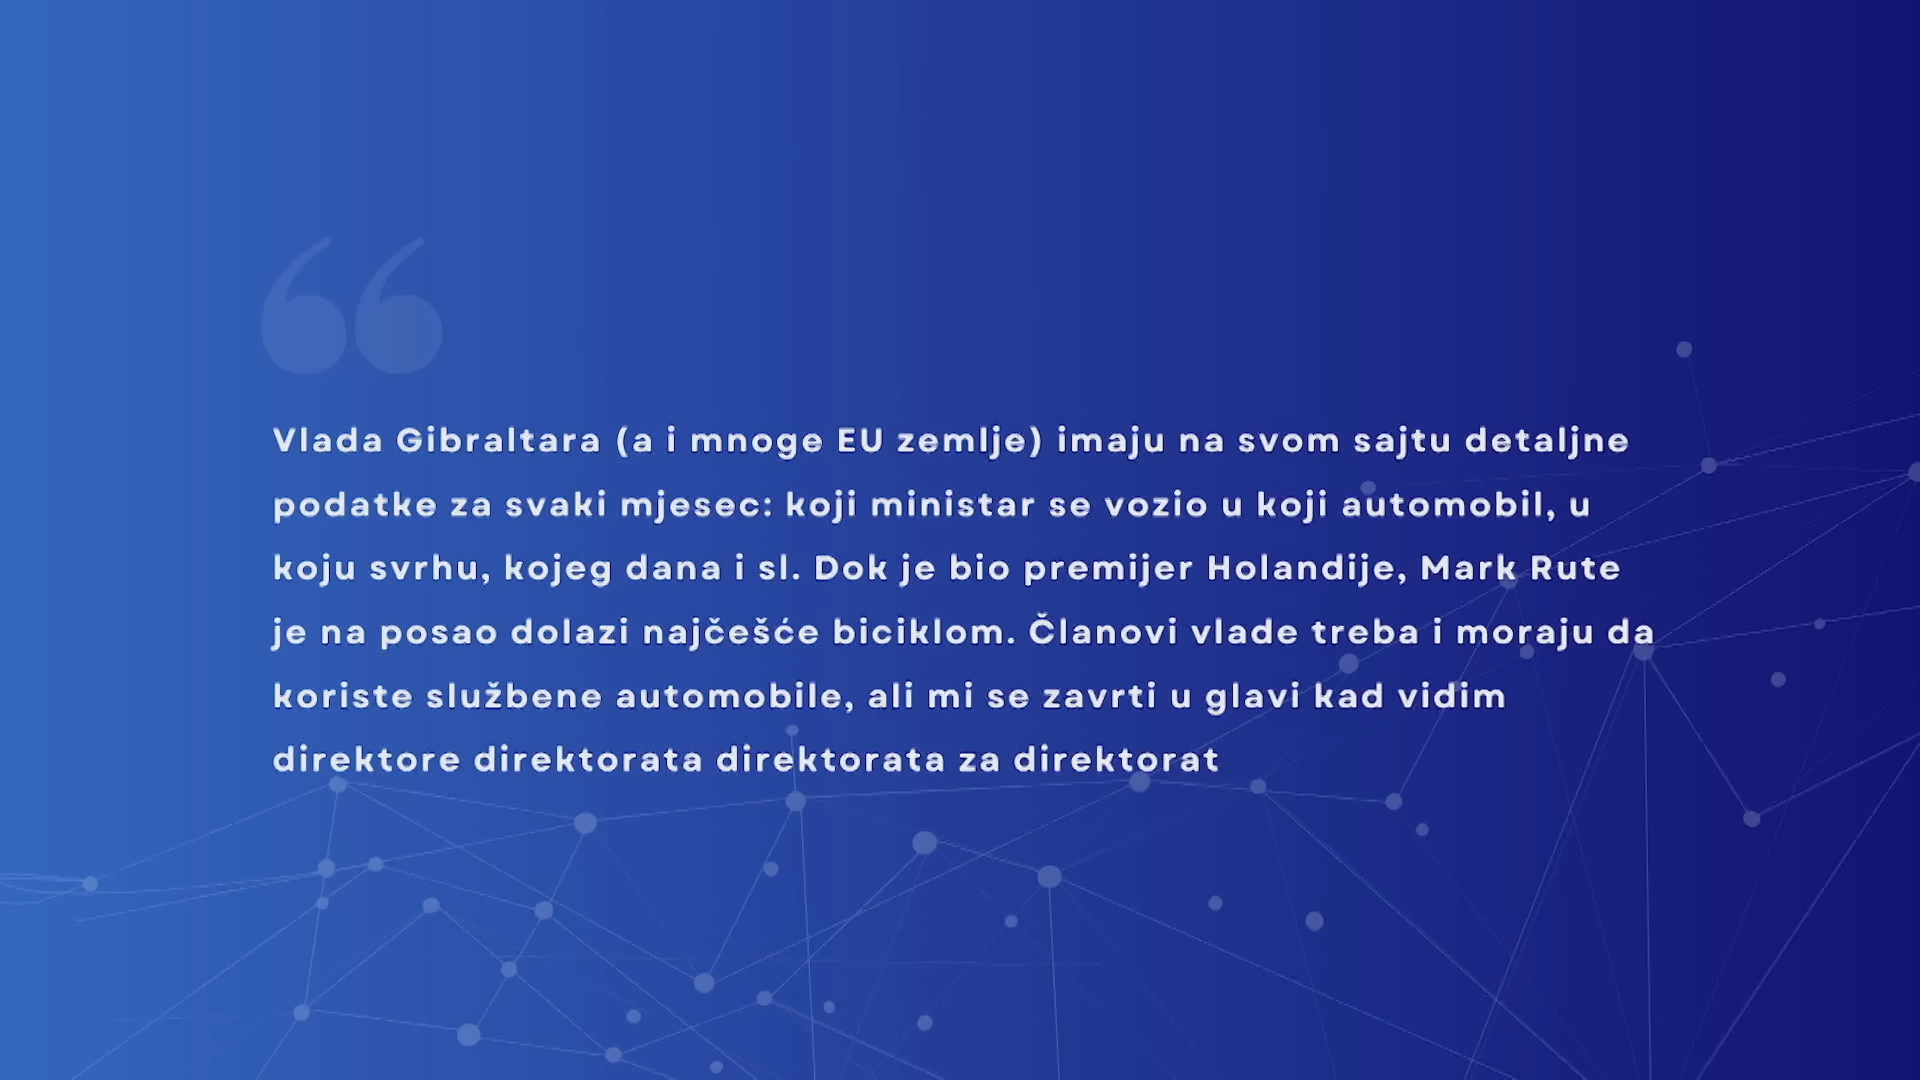 Vlada Gibraltara (a i mnoge EU zemlje) imaju na svom sajtu detaljne
podatke za svaki mjesec: koji ministar se vozio u koji automobil, u
koju svrhu, kojeg dana i sl. Dok je bio premijer Holandije, Mark Rute
je na posao dolazi najčešće biciklom. Članovi vlade treba i moraju da
koriste službene automobile, ali mi se zavrti u glavi kad vidim
direktore direktorata direktorata za direktorat